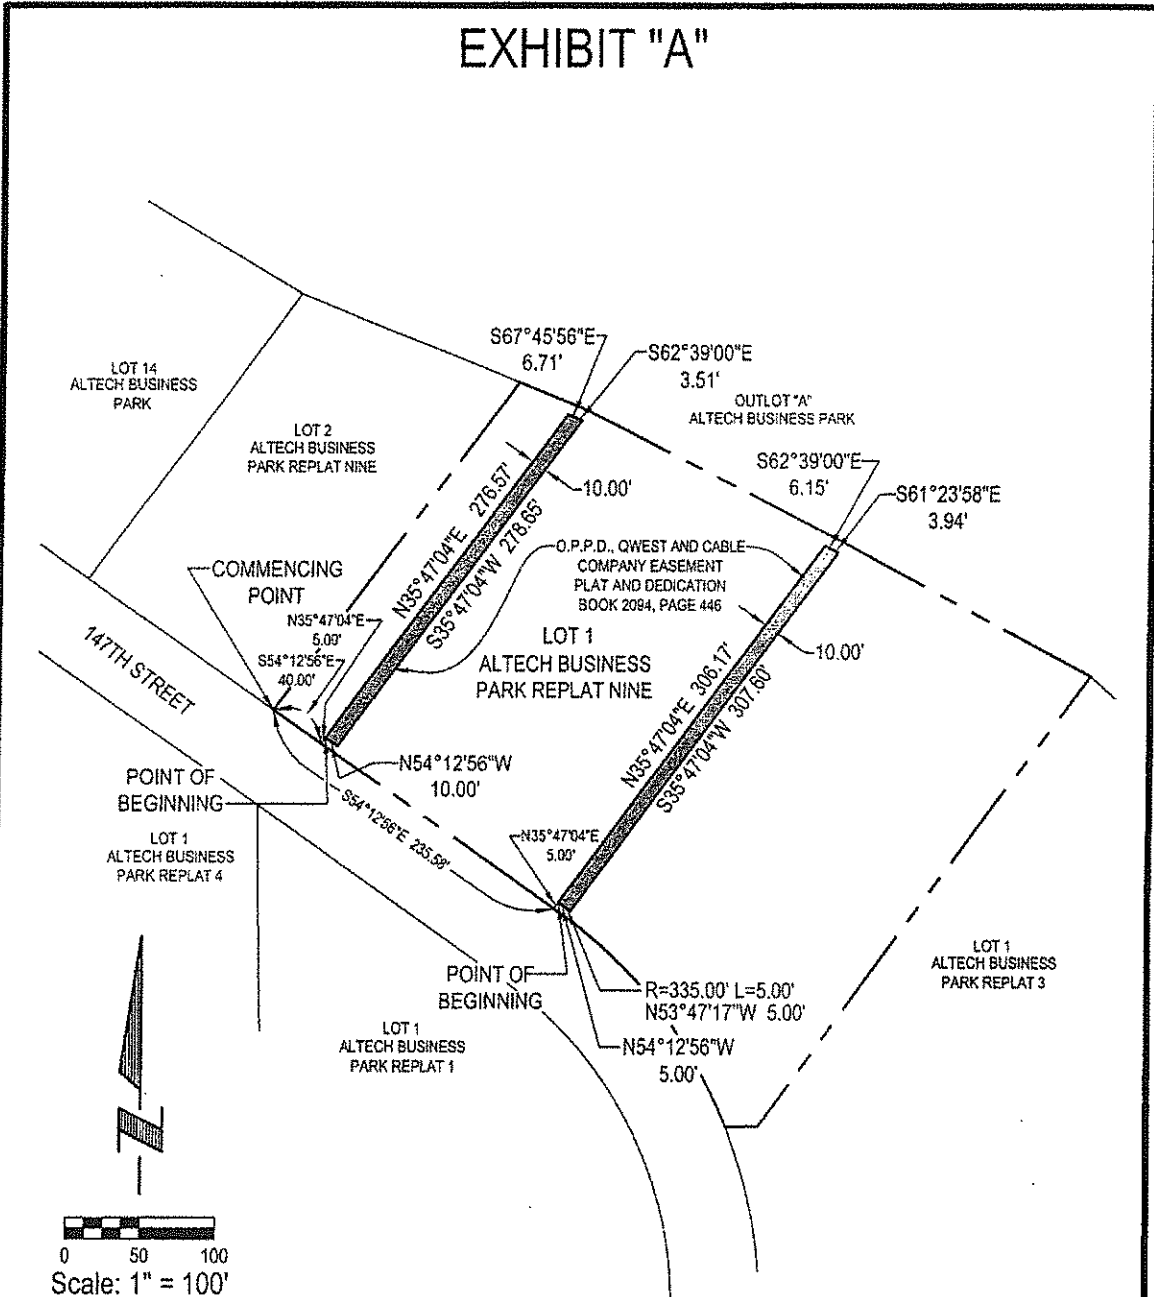 EXHIBIT "A"
S67°45'56"E
6.71'
S62°39'00"E
3.51'
LOT 14
ALTECH BUSINESS
PARK
OUTLOT "A"
ALTECH BUSINESS PARK
LOT 2
ALTECH BUSINESS
PARK REPLAT NINE
S62°39'00"E
6.15'
S61°23'58"E
3.94'
10.00'
N35°47'04"E 276.57'
S35°47'04"W 278.65'
O.P.P.D., QWEST AND CABLE
COMPANY EASEMENT
PLAT AND DEDICATION
BOOK 2094, PAGE 446
COMMENCING
POINT
N35°47'04"E
5.00'
S54°12'56"E
40.00'
LOT 1
ALTECH BUSINESS
PARK REPLAT NINE
10.00'
147TH STREET
N35°47'04"E 306.17'
S35°47'04"W 307.60'
N54°12'56"W
10.00'
POINT OF
BEGINNING
S54°12'56"E 235.58'
LOT 1
ALTECH BUSINESS
PARK REPLAT 4
N35°47'04"E
5.00'
LOT 1
ALTECH BUSINESS
PARK REPLAT 3
POINT OF
BEGINNING
R=335.00' L=5.00'
N53°47'17"W 5.00'
LOT 1
ALTECH BUSINESS
PARK REPLAT 1
N54°12'56"W
5.00'
0 50 100
Scale: 1" = 100'